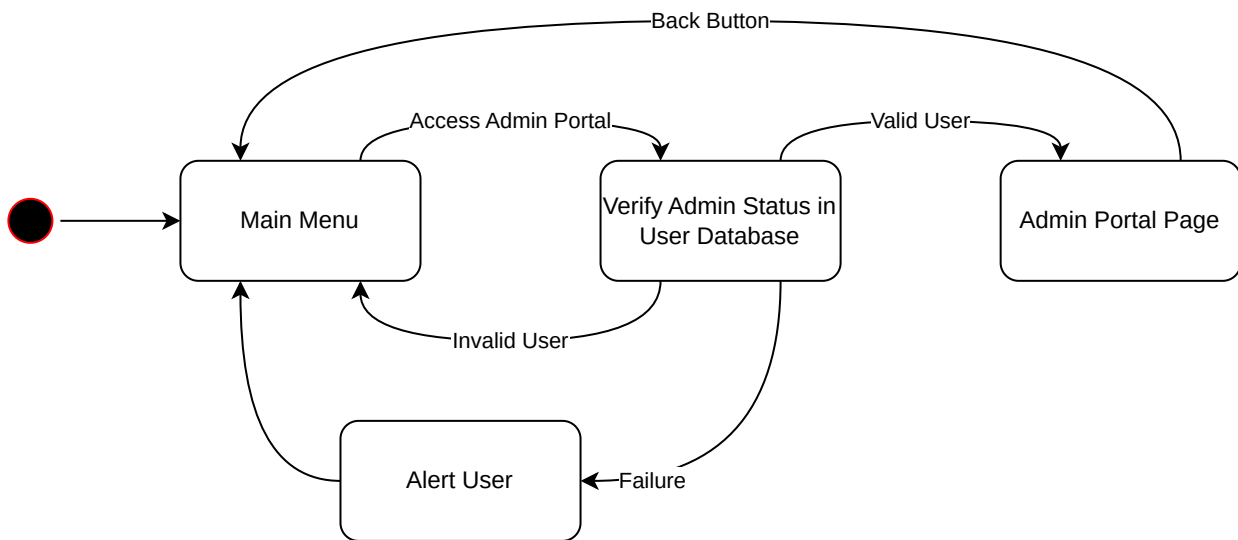 Back Button
Access Admin Portal
Valid User
Main Menu
Verify Admin Status in
User Database
Admin Portal Page
Invalid User
Alert User
Failure